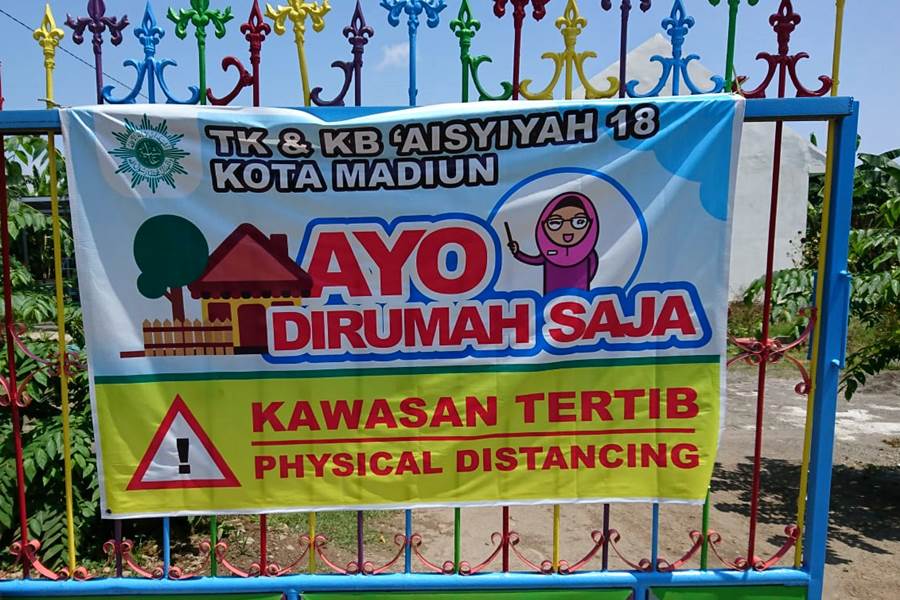 TK & KB 'AISYIYAH 18
KOTA MADIUN
AYO
DIRUMAH SAJA
!
KAWASAN TERTIB
PHYSICAL DISTANCING